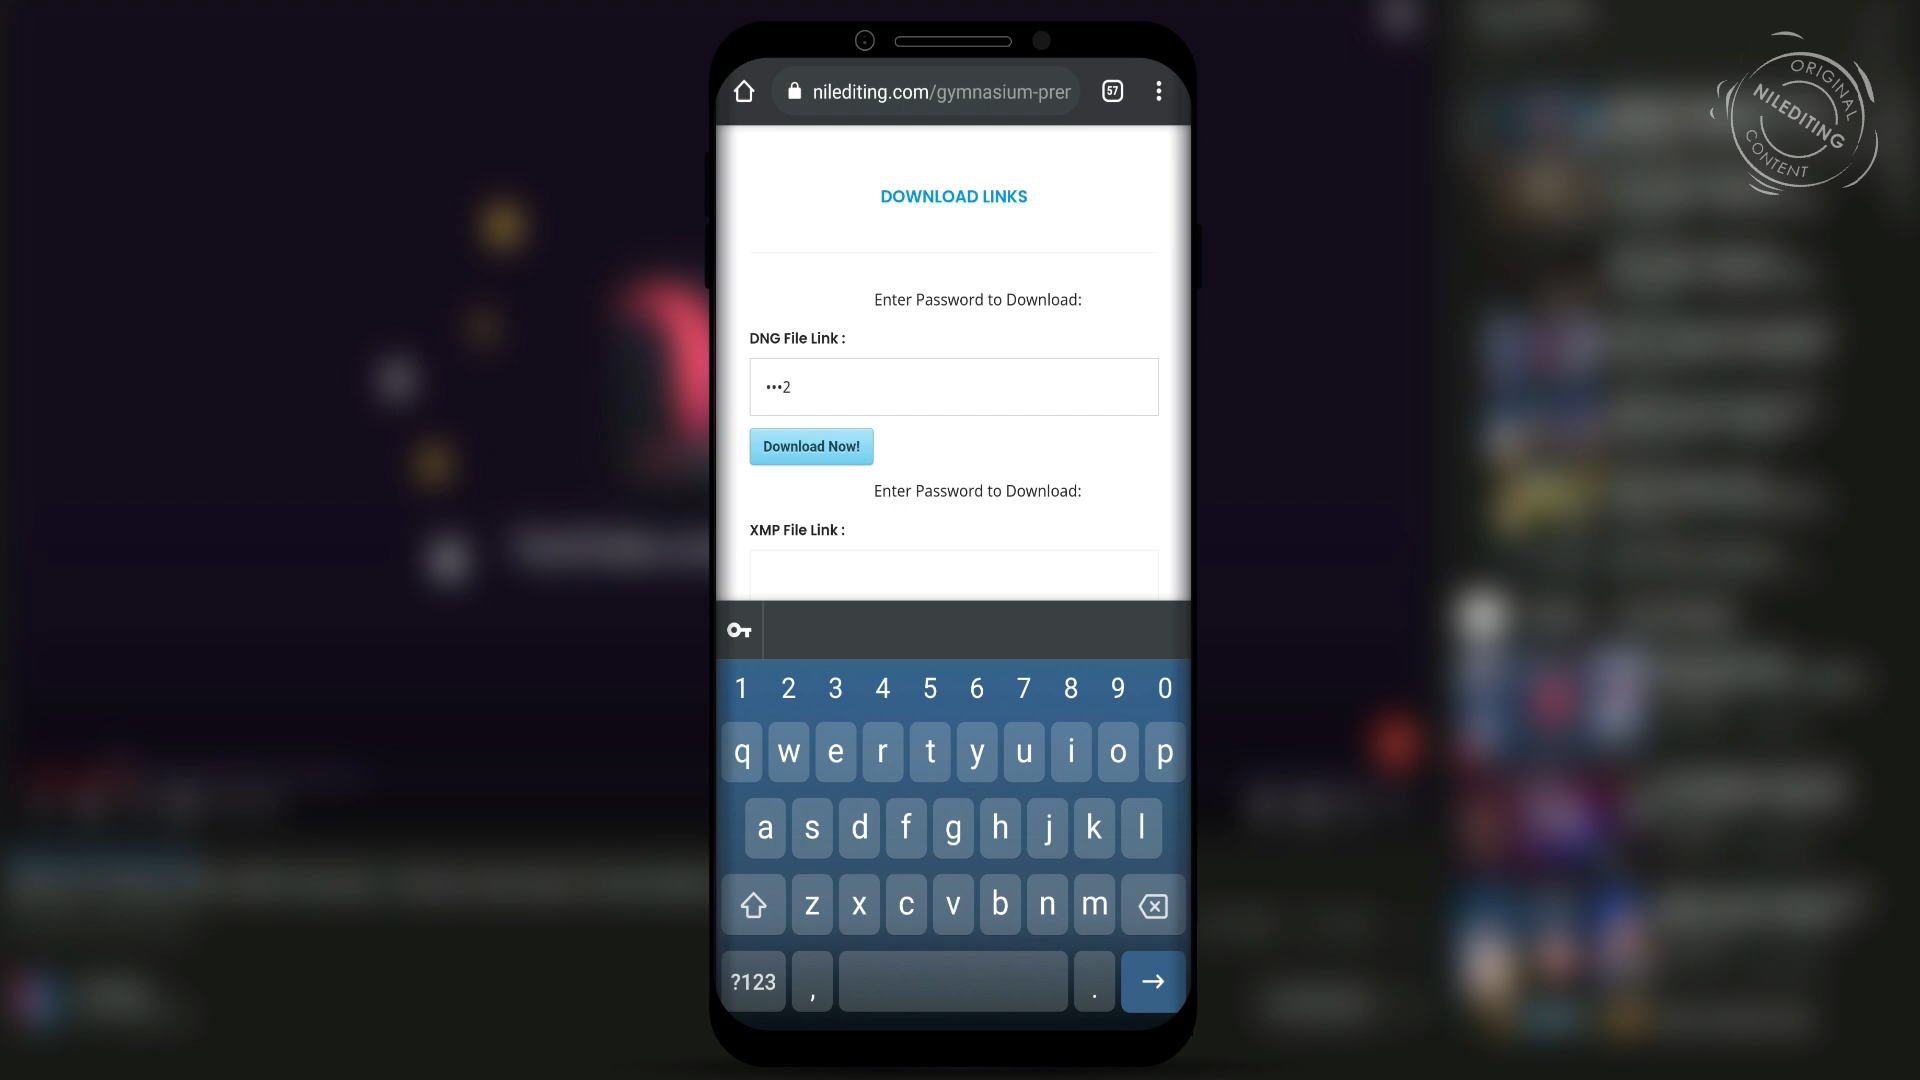 nilediting.com/gymnasium-prer
57
DOWNLOAD LINKS
Enter Password to Download:
DNG File Link :
•••2
Download Now!
Enter Password to Download:
XMP File Link :
1 2 3 4 5 6 7 8 9 0
q w e r t y u i o p
a s d f g h j k l
z x c v b n m
?123 , .
ORIGINAL
NILEDITING
CONTENT